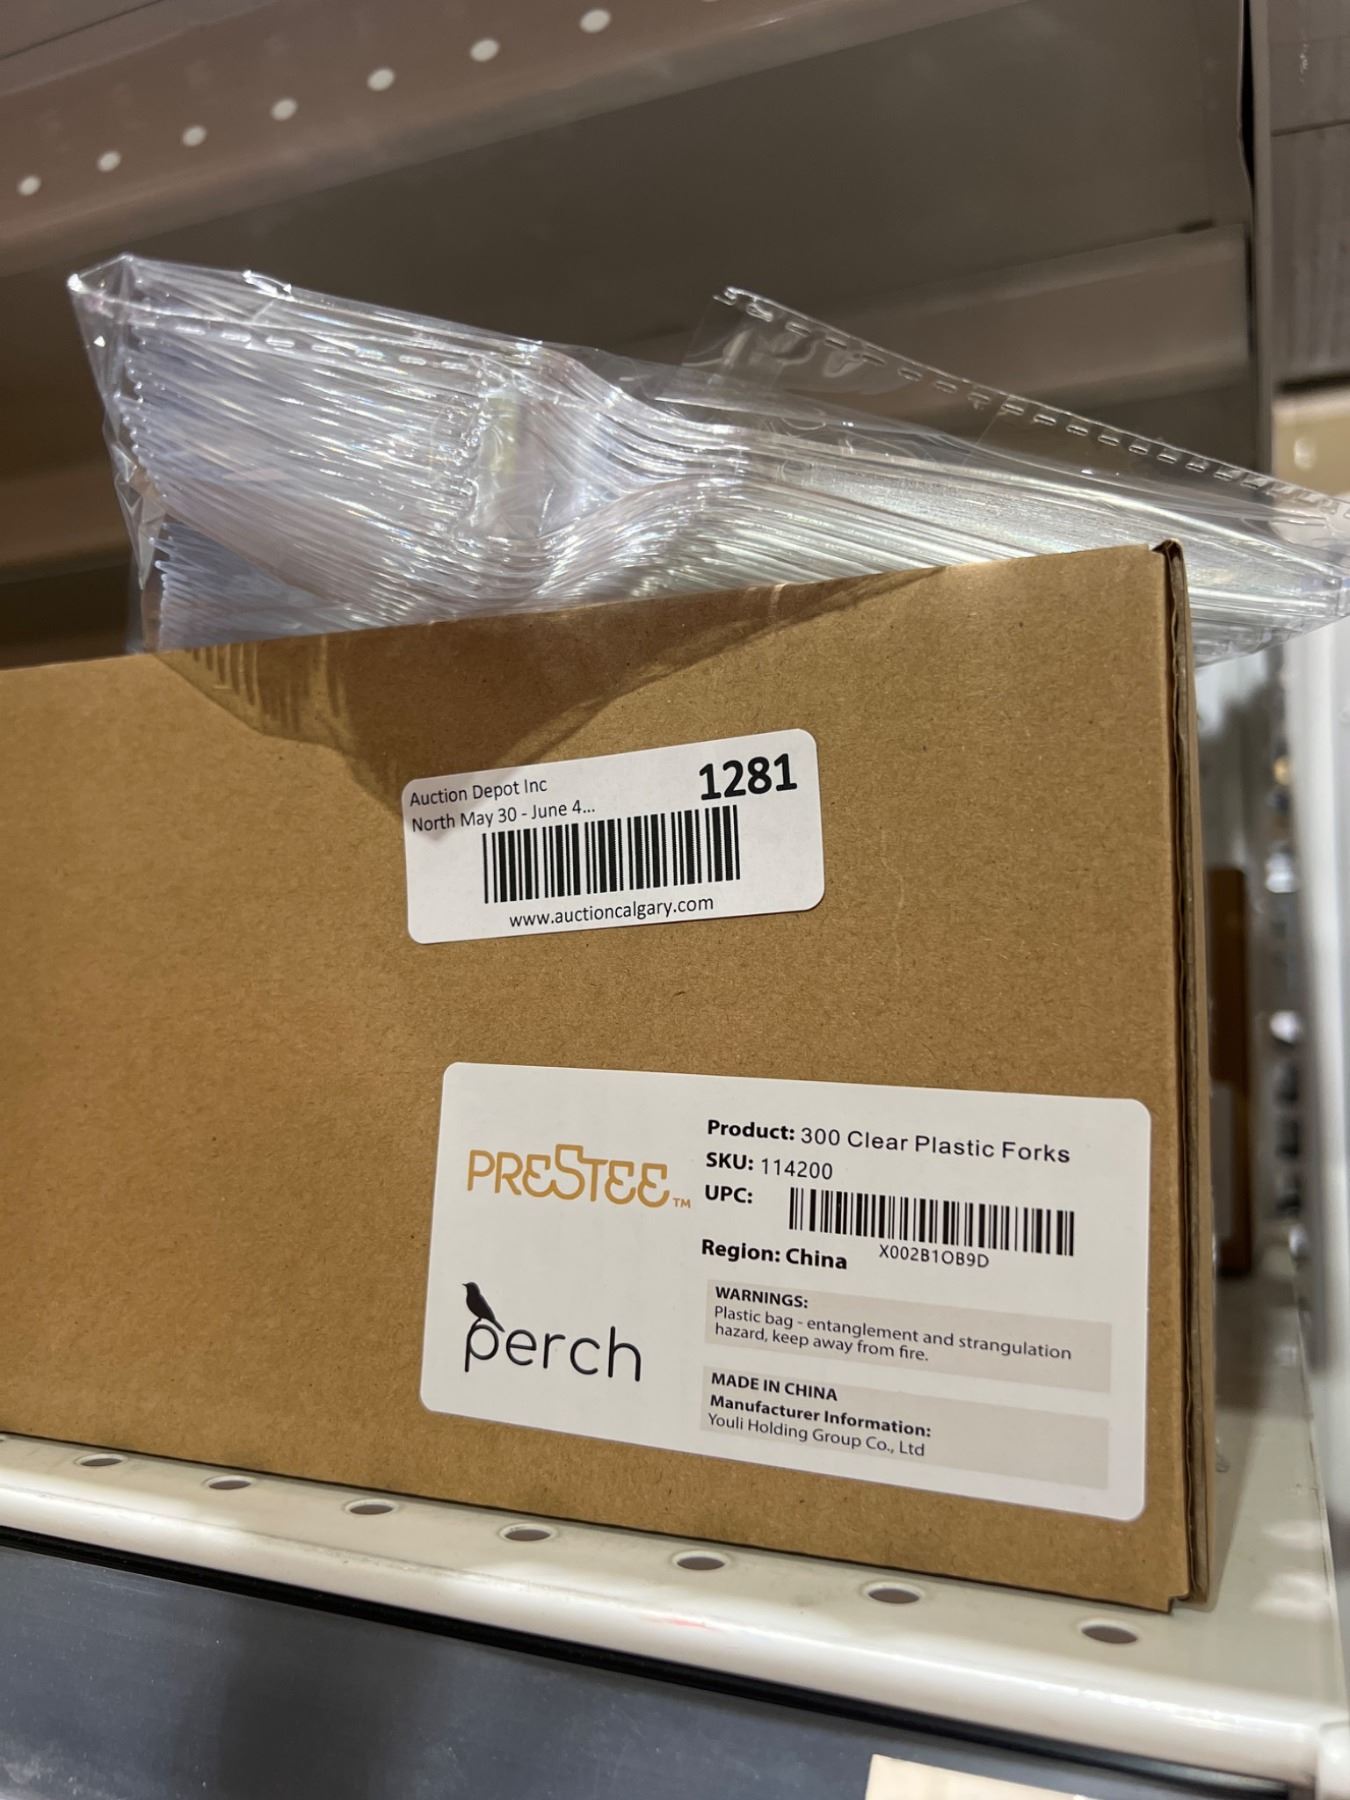 Auction Depot Inc
1281
North May 30 - June 4...
www.auctioncalgary.com
PRESTEE™
perch
Product: 300 Clear Plastic Forks
SKU: 114200
UPC:
X002B1OB9D
Region: China
WARNINGS:
Plastic bag - entanglement and strangulation
hazard, keep away from fire.
MADE IN CHINA
Manufacturer Information:
Youli Holding Group Co., Ltd